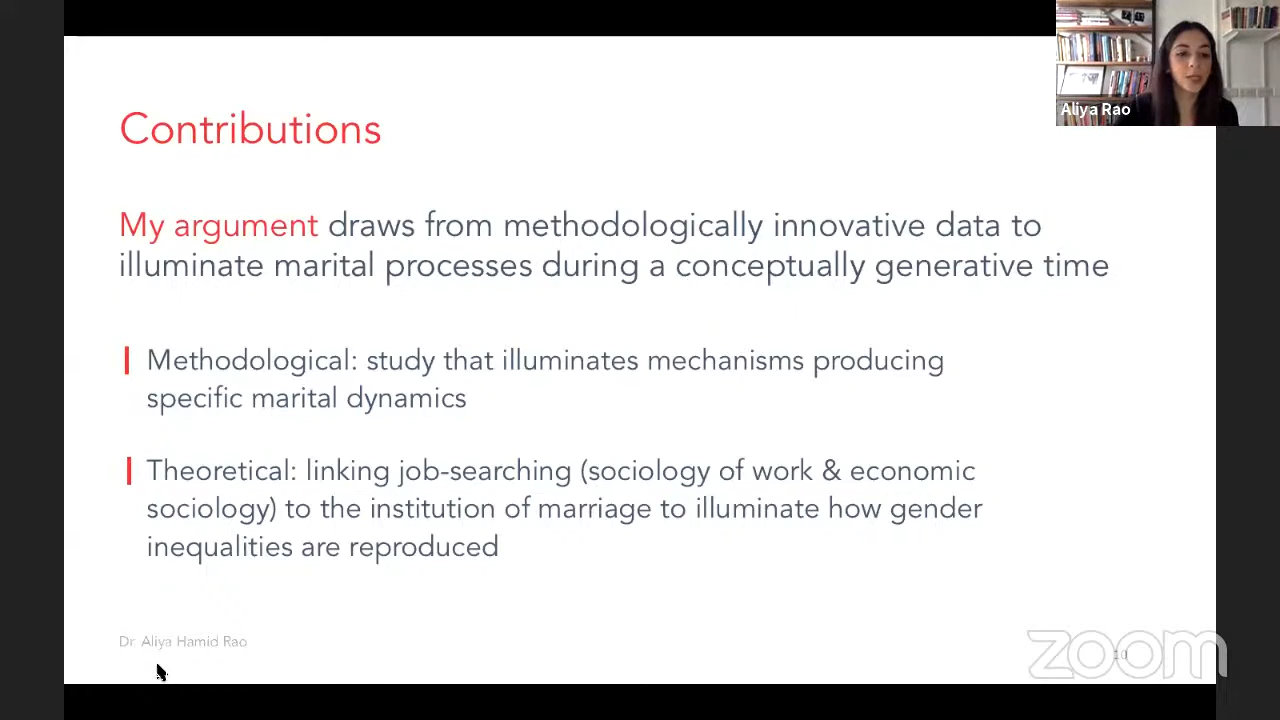 Aliya Rao
Contributions
My argument draws from methodologically innovative data to
illuminate marital processes during a conceptually generative time
Methodological: study that illuminates mechanisms producing
specific marital dynamics
Theoretical: linking job-searching (sociology of work & economic
sociology) to the institution of marriage to illuminate how gender
inequalities are reproduced
Dr. Aliya Hamid Rao
10
zoom